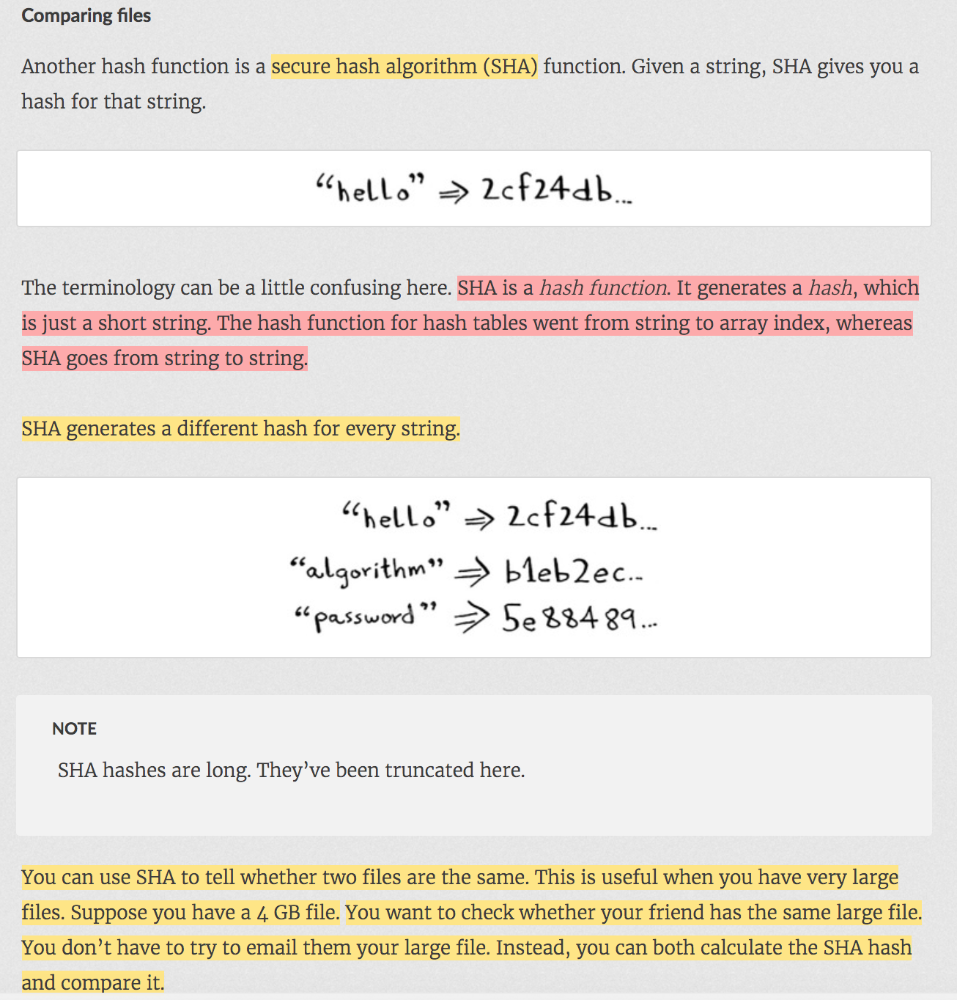 Comparing files
Another hash function is a secure hash algorithm (SHA) function. Given a string, SHA gives you a
hash for that string.
“hello” ⇒ 2cf24db...
The terminology can be a little confusing here. SHA is a hash function. It generates a hash, which
is just a short string. The hash function for hash tables went from string to array index, whereas
SHA goes from string to string.
SHA generates a different hash for every string.
“hello” ⇒ 2cf24db...
“algorithm” ⇒ b1eb2ec...
“password” ⇒ 5e88489...
NOTE
SHA hashes are long. They’ve been truncated here.
You can use SHA to tell whether two files are the same. This is useful when you have very large
files. Suppose you have a 4 GB file. You want to check whether your friend has the same large file.
You don’t have to try to email them your large file. Instead, you can both calculate the SHA hash
and compare it.